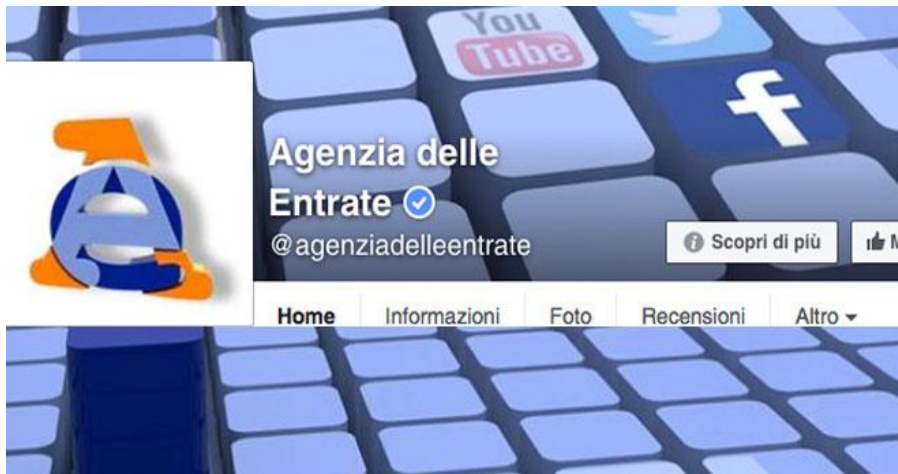 You
Tube
f
Agenzia delle
Entrate
@agenziadelleentrate
Scopri di più
Home Informazioni Foto Recensioni Altro